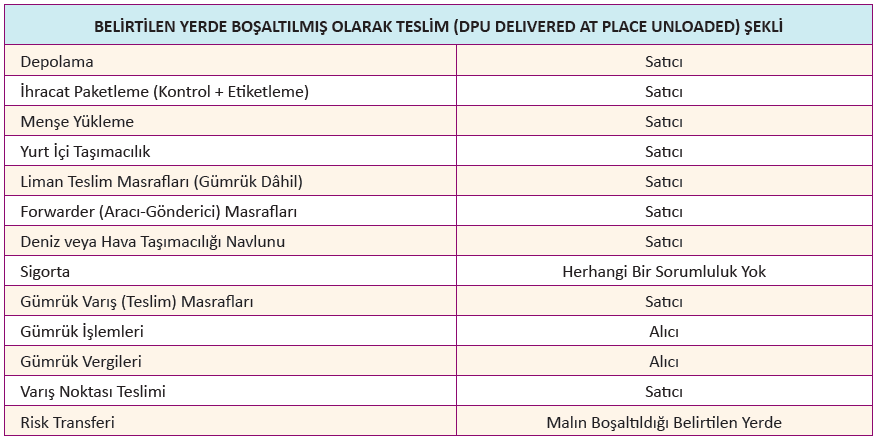 BELİRTİLEN YERDE BOŞALTILMIŞ OLARAK TESLİM (DPU DELIVERED AT PLACE UNLOADED) ŞEKLİ
Depolama Satıcı
İhracat Paketleme (Kontrol + Etiketleme) Satıcı
Menşe Yükleme Satıcı
Yurt İçi Taşımacılık Satıcı
Liman Teslim Masrafları (Gümrük Dâhil) Satıcı
Forwarder (Aracı-Gönderici) Masrafları Satıcı
Deniz veya Hava Taşımacılığı Navlunu Satıcı
Sigorta Herhangi Bir Sorumluluk Yok
Gümrük Varış (Teslim) Masrafları Satıcı
Gümrük İşlemleri Alıcı
Gümrük Vergileri Alıcı
Varış Noktası Teslimi Satıcı
Risk Transferi Malın Boşaltıldığı Belirtilen Yerde